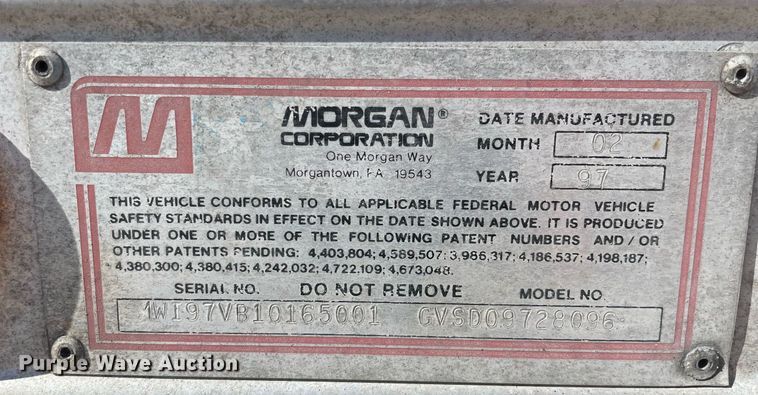 M
MORGAN®
CORPORATION
One Morgan Way
Morgantown, PA 19543
DATE MANUFACTURED
MONTH 02
YEAR 97
THIS VEHICLE CONFORMS TO ALL APPLICABLE FEDERAL MOTOR VEHICLE
SAFETY STANDARDS IN EFFECT ON THE DATE SHOWN ABOVE. IT IS PRODUCED
UNDER ONE OR MORE OF THE FOLLOWING PATENT NUMBERS AND/OR
OTHER PATENTS PENDING: 4,403,804; 4,589,507; 3,986,317; 4,186,537; 4,198,187;
4,380,300; 4,380,415; 4,242,032; 4,722,109; 4,673,048.
SERIAL NO. DO NOT REMOVE MODEL NO.
1WI97VB10165001 GVSD09728096
Purple Wave Auction